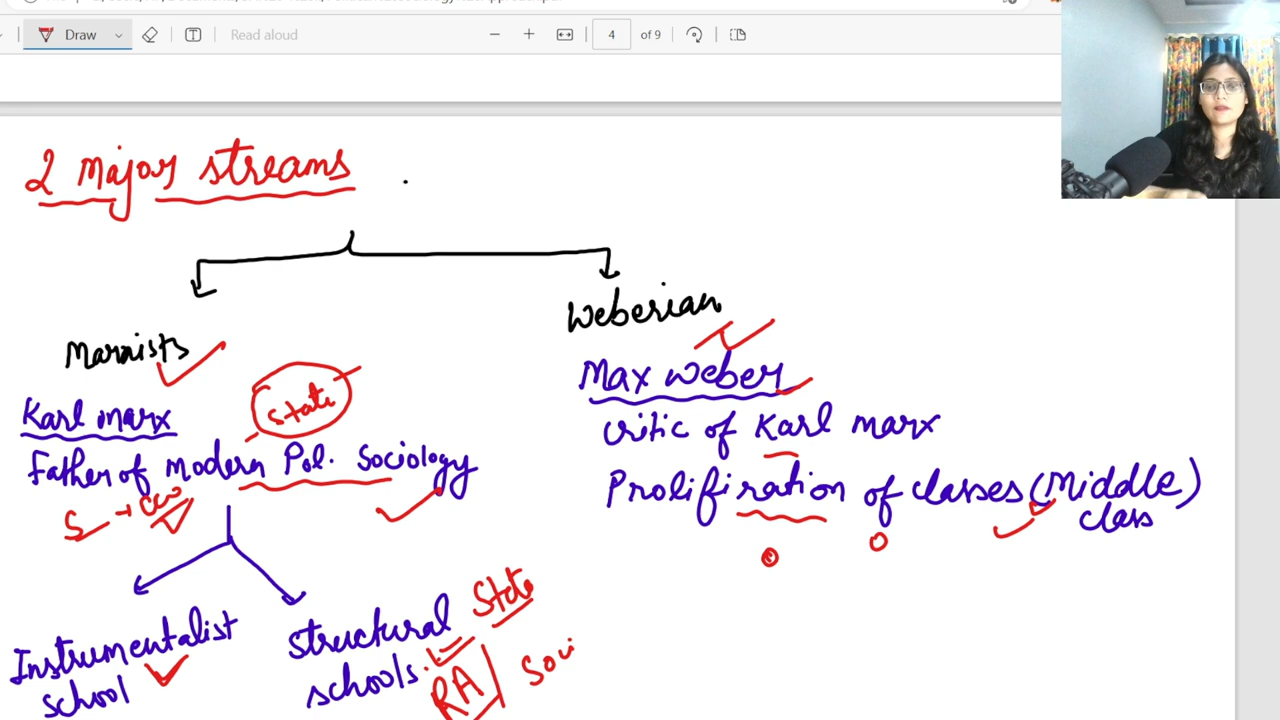 Draw
Read aloud
4 of 9
2 Major streams
Marxists
Weberian
Karl Marx
state
Father of Modern Pol. Sociology
S →
Max Weber
critic of Karl Marx
Prolifiration of classes (Middle class)
Instrumentalist school
structural schools.
State
RA
Soci